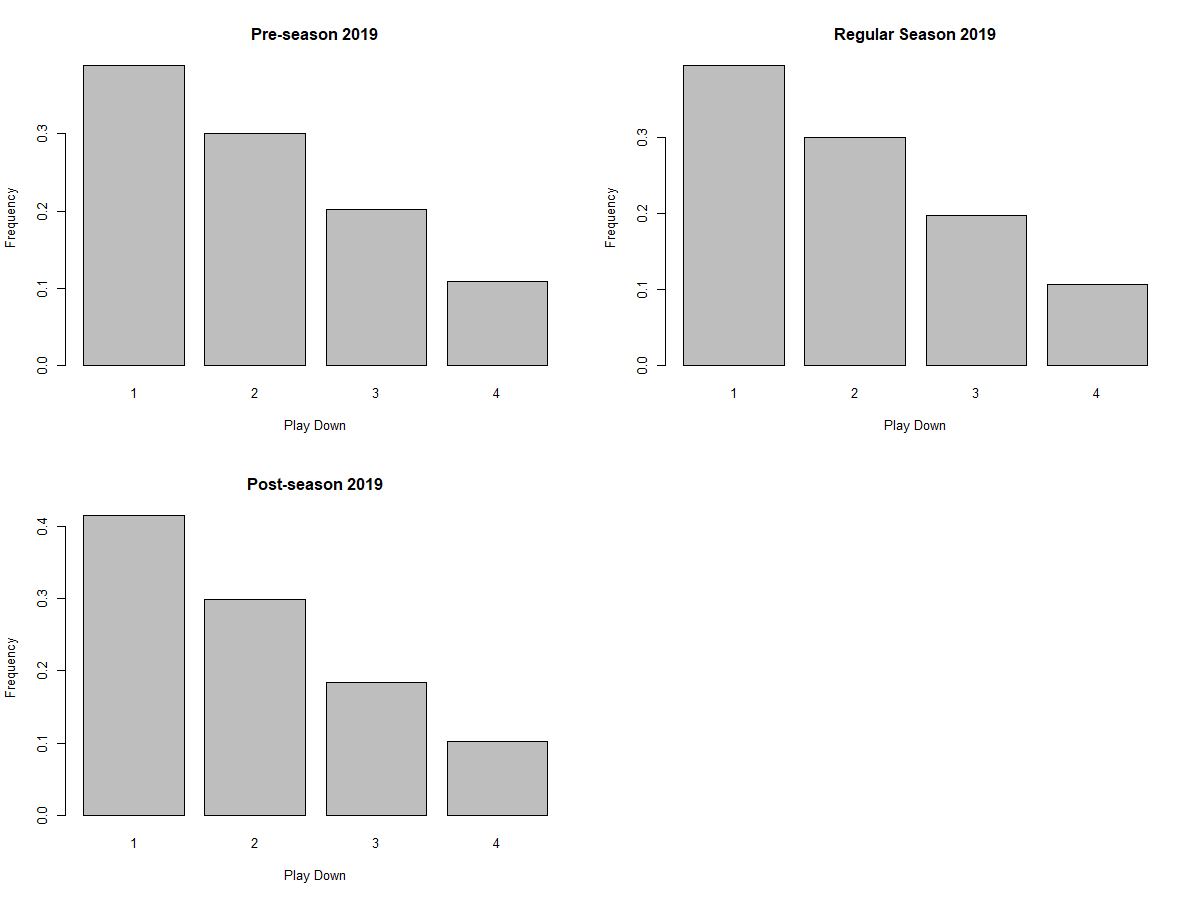 Pre-season 2019
Frequency
0.0 0.1 0.2 0.3
1 2 3 4
Play Down
Regular Season 2019
Frequency
0.0 0.1 0.2 0.3
1 2 3 4
Play Down
Post-season 2019
Frequency
0.0 0.1 0.2 0.3 0.4
1 2 3 4
Play Down